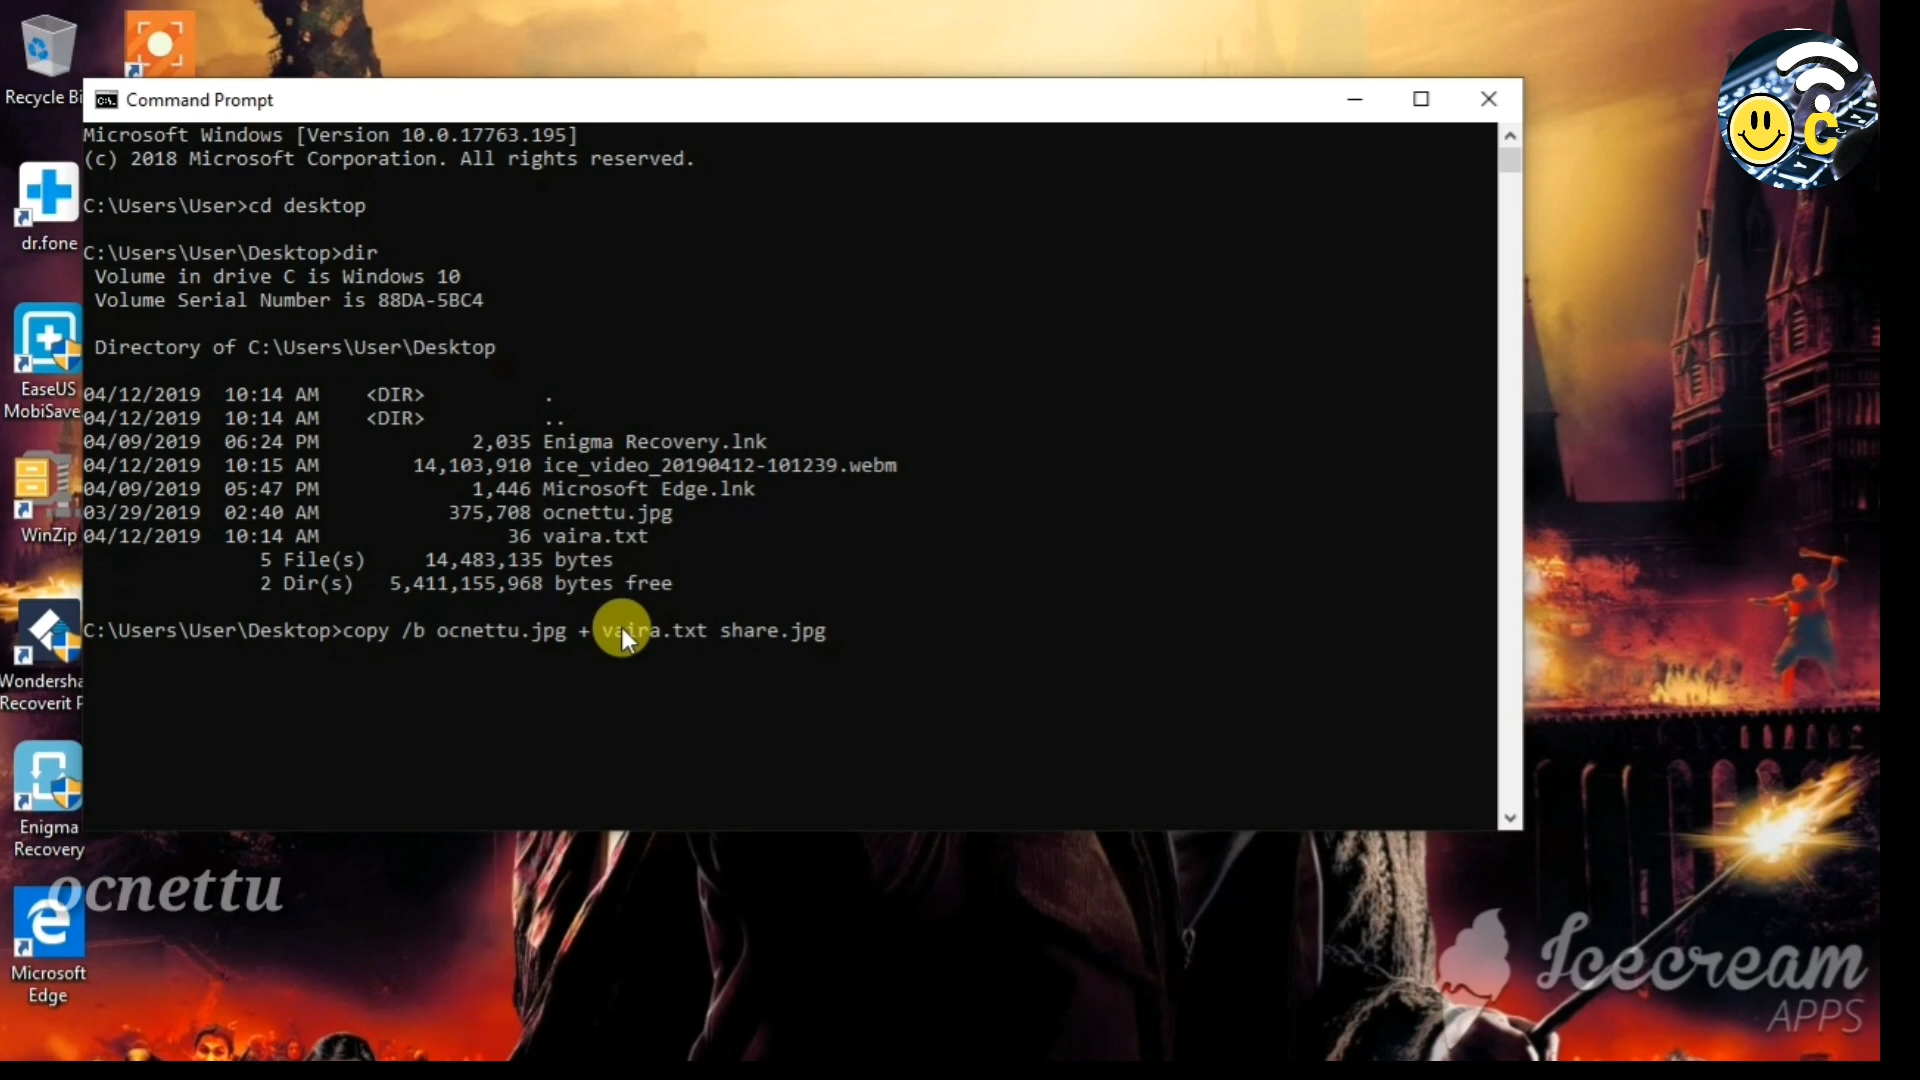 Recycle Bi
Command Prompt
Microsoft Windows [Version 10.0.17763.195]
(c) 2018 Microsoft Corporation. All rights reserved.
C:\Users\User>cd desktop
dr.fone
C:\Users\User\Desktop>dir
Volume in drive C is Windows 10
Volume Serial Number is 88DA-5BC4
Directory of C:\Users\User\Desktop
EaseUS
MobiSave
04/12/2019 10:14 AM <DIR> .
04/12/2019 10:14 AM <DIR> ..
04/09/2019 06:24 PM 2,035 Enigma Recovery.lnk
04/12/2019 10:15 AM 14,103,910 ice_video_20190412-101239.webm
04/09/2019 05:47 PM 1,446 Microsoft Edge.lnk
03/29/2019 02:40 AM 375,708 ocnettu.jpg
04/12/2019 10:14 AM 36 vaira.txt
5 File(s) 14,483,135 bytes
2 Dir(s) 5,411,155,968 bytes free
WinZip
C:\Users\User\Desktop>copy /b ocnettu.jpg + vaira.txt share.jpg
Wondersha
Recoverit P
Enigma
Recovery
ocnettu
Microsoft
Edge
C
Icecream
APPS